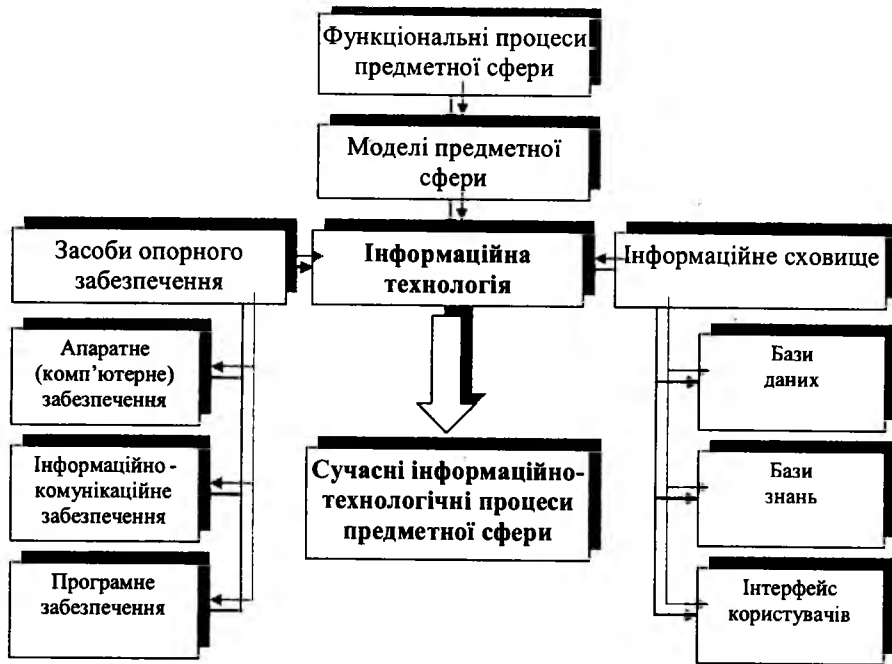 Функціональні процеси
предметної сфери
Моделі предметної
сфери
Засоби опорного
забезпечення
Інформаційна
технологія
Інформаційне сховище
Апаратне
(комп’ютерне)
забезпечення
Інформаційно -
комунікаційне
забезпечення
Програмне
забезпечення
Сучасні інформаційно-
технологічні процеси
предметної сфери
Бази
даних
Бази
знань
Інтерфейс
користувачів